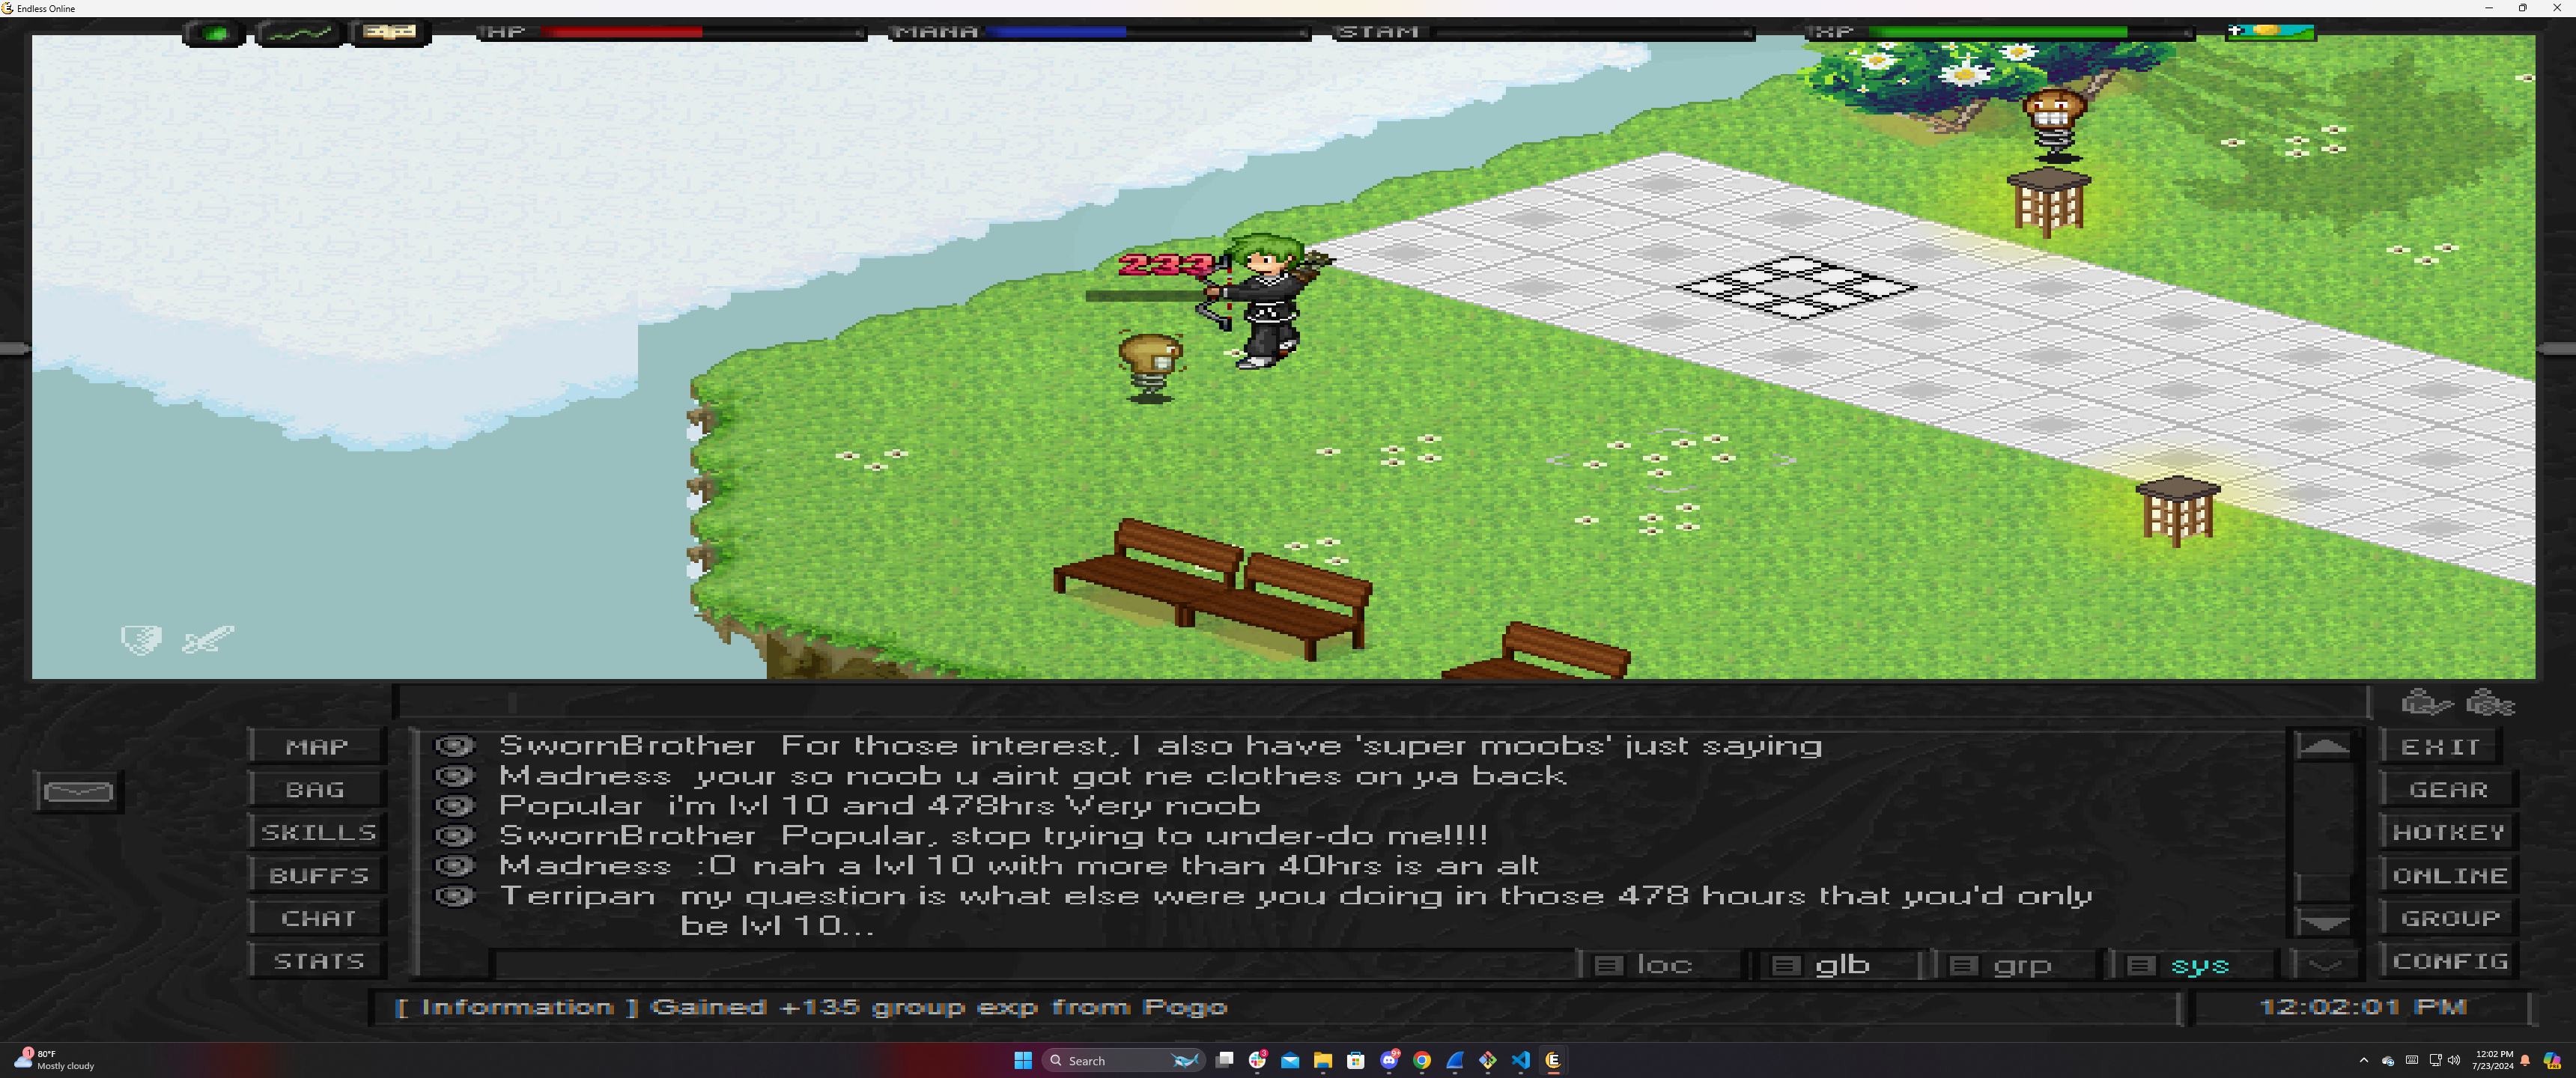 Endless Online
HP
MANA
STAM
XP
233
MAP
BAG
SKILLS
BUFFS
CHAT
STATS
SwornBrother For those interest, I also have 'super moobs' just saying
Madness your so noob u aint got ne clothes on ya back
Popular i'm lvl 10 and 478hrs Very noob
SwornBrother Popular, stop trying to under-do me!!!!
Madness :O nah a lvl 10 with more than 40hrs is an alt
Terripan my question is what else were you doing in those 478 hours that you'd only
be lvl 10...
loc
glb
grp
sys
EXIT
GEAR
HOTKEY
ONLINE
GROUP
CONFIG
[ Information ] Gained +135 group exp from Pogo
12:02:01 PM
1
80°F
Mostly cloudy
Search
3
9+
12:02 PM
7/23/2024